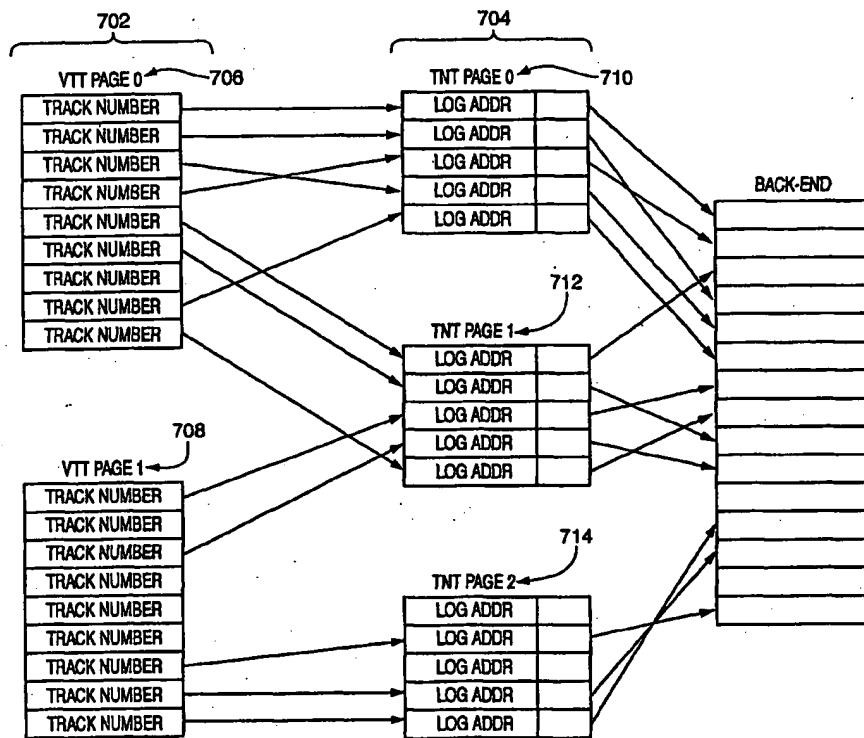 702
704
VTT PAGE 0
706
TNT PAGE 0
710
TRACK NUMBER
TRACK NUMBER
TRACK NUMBER
TRACK NUMBER
TRACK NUMBER
TRACK NUMBER
TRACK NUMBER
TRACK NUMBER
TRACK NUMBER
LOG ADDR
LOG ADDR
LOG ADDR
LOG ADDR
LOG ADDR
BACK-END
712
TNT PAGE 1
LOG ADDR
LOG ADDR
LOG ADDR
LOG ADDR
LOG ADDR
VTT PAGE 1
708
TRACK NUMBER
TRACK NUMBER
TRACK NUMBER
TRACK NUMBER
TRACK NUMBER
TRACK NUMBER
TRACK NUMBER
TRACK NUMBER
TRACK NUMBER
714
TNT PAGE 2
LOG ADDR
LOG ADDR
LOG ADDR
LOG ADDR
LOG ADDR